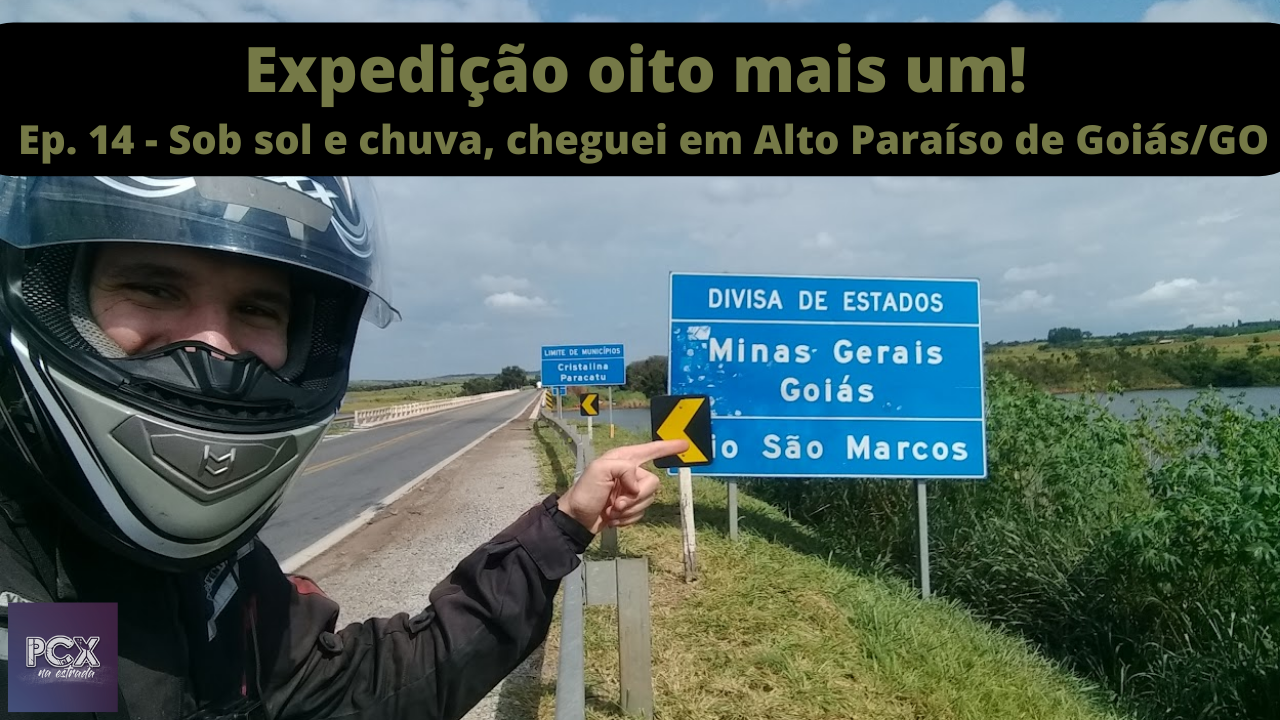 Expedição oito mais um!
Ep. 14 - Sob sol e chuva, cheguei em Alto Paraíso de Goiás/GO
DIVISA DE ESTADOS
Minas Gerais
Goiás
io São Marcos
LIMITE DE MUNICÍPIOS
Cristalina
Paracatu
PCX
na estrada